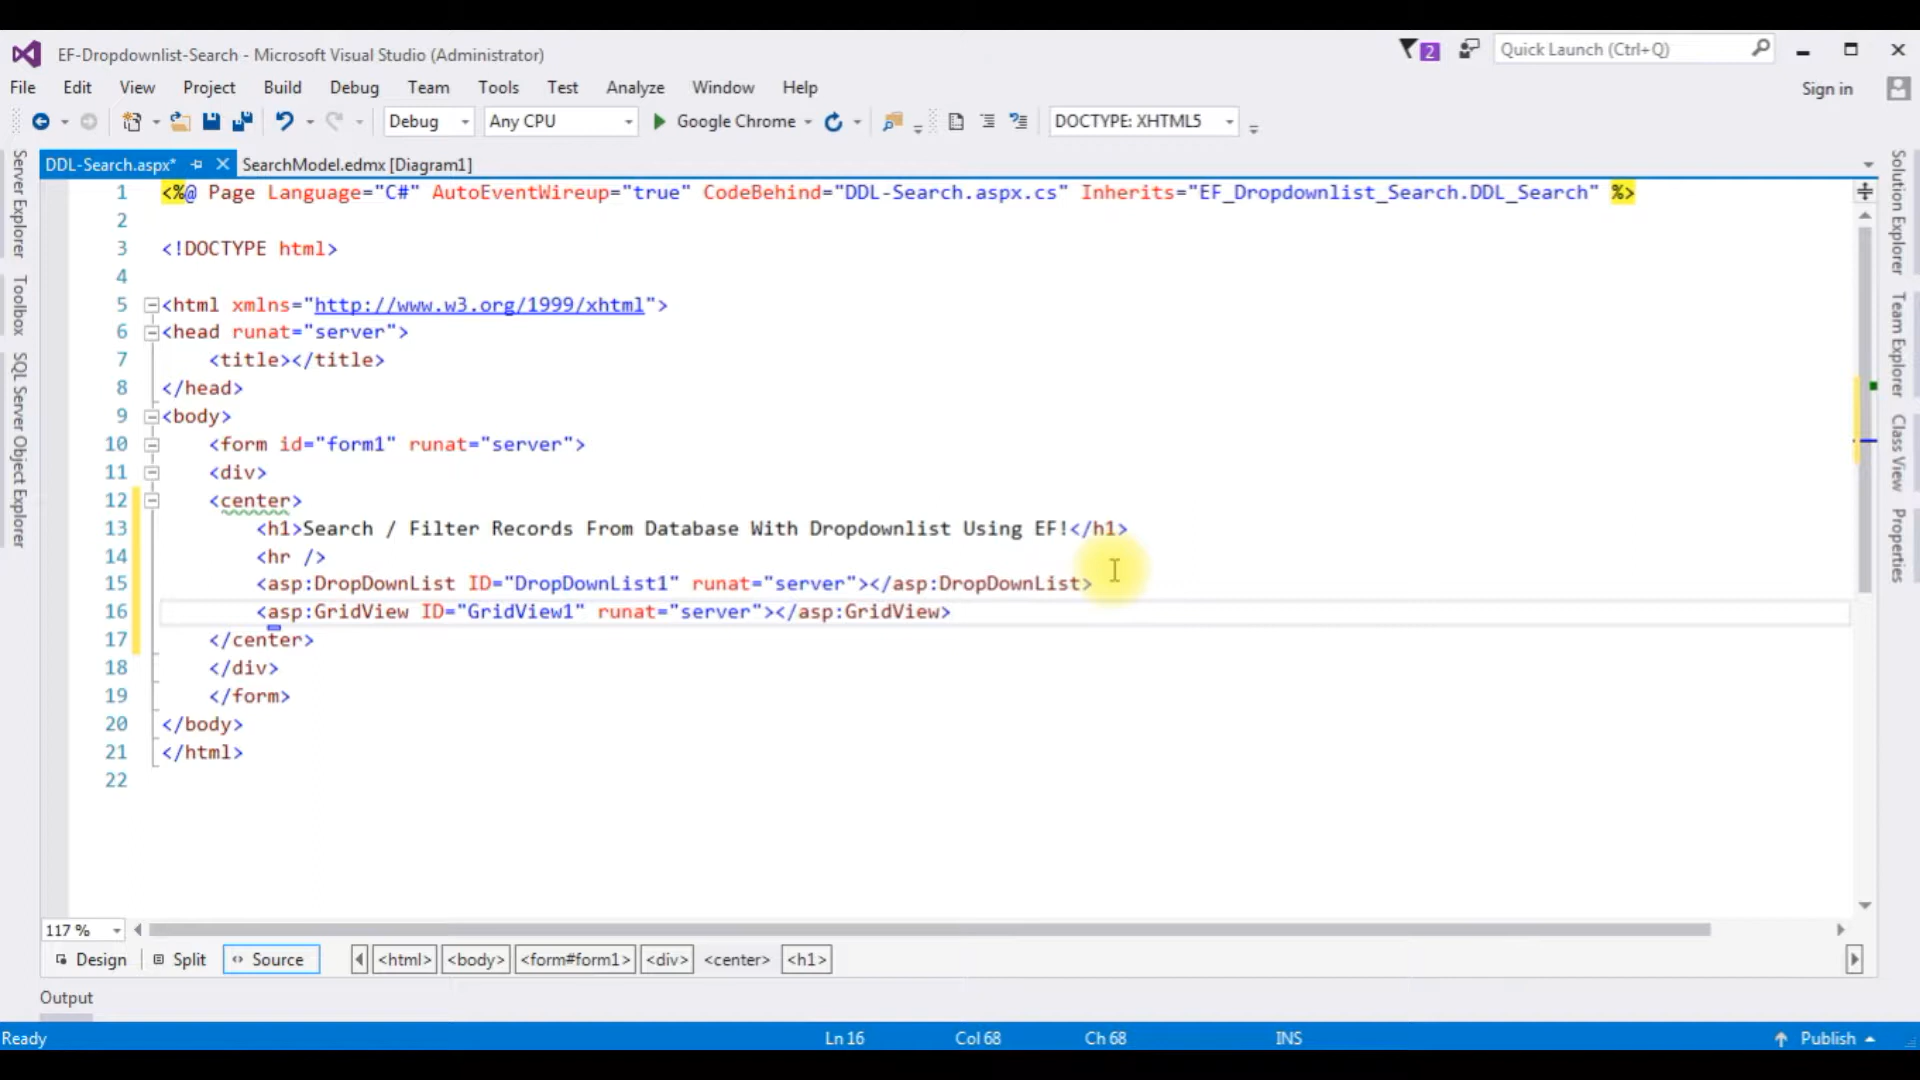 EF-Dropdownlist-Search - Microsoft Visual Studio (Administrator)
2
Quick Launch (Ctrl+Q)
File Edit View Project Build Debug Team Tools Test Analyze Window Help
Sign in
Debug Any CPU Google Chrome DOCTYPE: XHTML5
DDL-Search.aspx* SearchModel.edmx [Diagram1]
Server Explorer
Toolbox
SQL Server Object Explorer
1 <%@ Page Language="C#" AutoEventWireup="true" CodeBehind="DDL-Search.aspx.cs" Inherits="EF_Dropdownlist_Search.DDL_Search" %>
2
3 <!DOCTYPE html>
4
5 <html xmlns="http://www.w3.org/1999/xhtml">
6 <head runat="server">
7 <title></title>
8 </head>
9 <body>
10 <form id="form1" runat="server">
11 <div>
12 <center>
13 <h1>Search / Filter Records From Database With Dropdownlist Using EF!</h1>
14 <hr />
15 <asp:DropDownList ID="DropDownList1" runat="server"></asp:DropDownList>
16 <asp:GridView ID="GridView1" runat="server"></asp:GridView>
17 </center>
18 </div>
19 </form>
20 </body>
21 </html>
22
Solution Explorer
Team Explorer
Class View
Properties
117 %
Design Split Source <html> <body> <form#form1> <div> <center> <h1>
Output
Ready Ln 16 Col 68 Ch 68 INS Publish